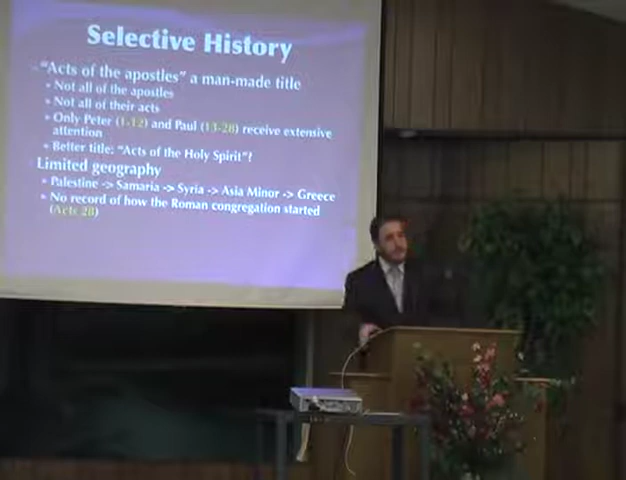 Selective History
"Acts of the apostles" a man-made title
• Not all of the apostles
• Not all of their acts
• Only Peter (1-12) and Paul (13-28) receive extensive
attention
• Better title: "Acts of the Holy Spirit"?
Limited geography
• Palestine -> Samaria -> Syria -> Asia Minor -> Greece
• No record of how the Roman congregation started
(Acts 28)